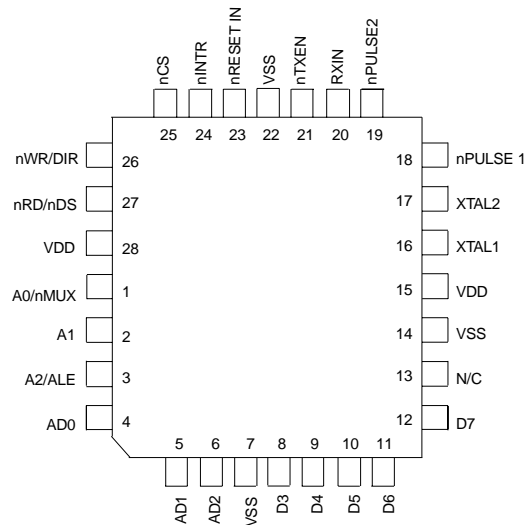 nCS
nINTR
nRESET IN
VSS
nTXEN
RXIN
nPULSE2
25 24 23 22 21 20 19
nWR/DIR 26 18 nPULSE 1
nRD/nDS 27 17 XTAL2
VDD 28 16 XTAL1
A0/nMUX 1 15 VDD
A1 2 14 VSS
A2/ALE 3 13 N/C
AD0 4 12 D7
5 6 7 8 9 10 11
AD1
AD2
VSS
D3
D4
D5
D6